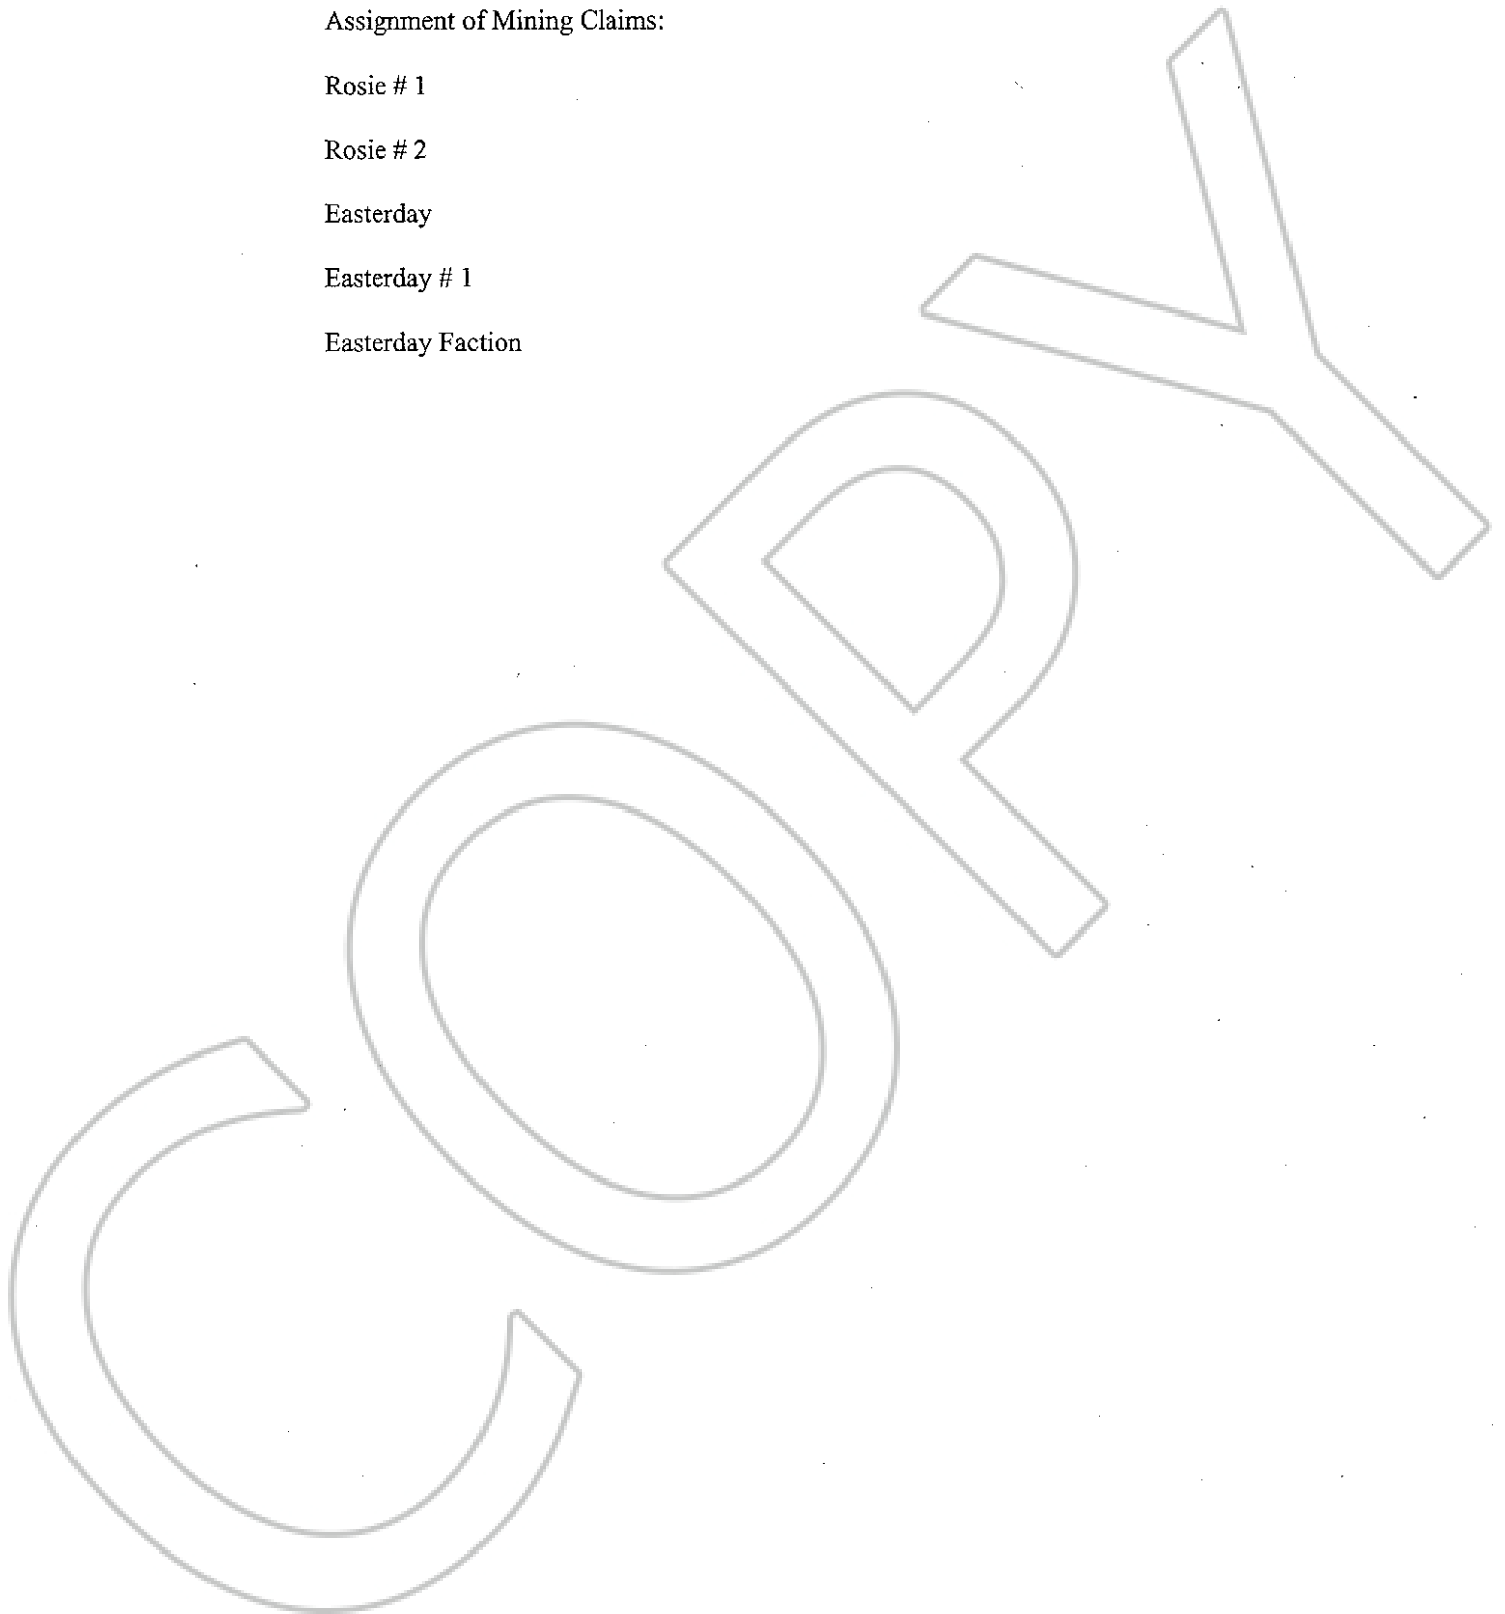 Assignment of Mining Claims:
Rosie # 1
Rosie # 2
Easterday
Easterday # 1
Easterday Faction
COPY